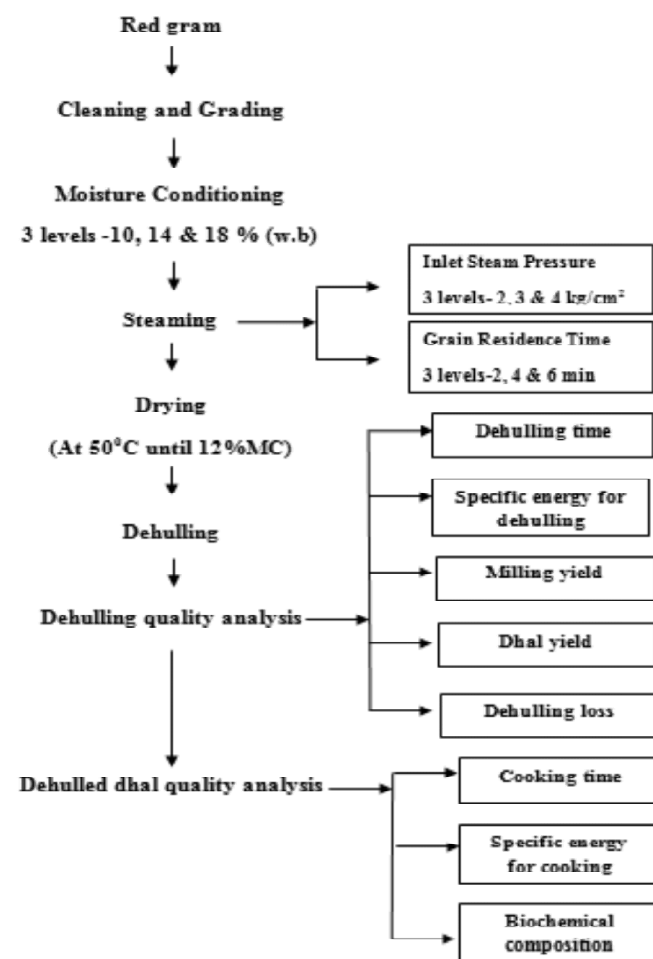 Red gram
Cleaning and Grading
Moisture Conditioning
3 levels -10, 14 & 18 % (w.b)
Steaming
Inlet Steam Pressure
3 levels- 2, 3 & 4 kg/cm²
Grain Residence Time
3 levels-2, 4 & 6 min
Drying
(At 50⁰C until 12%MC)
Dehulling
Dehulling quality analysis
Dehulling time
Specific energy for
dehulling
Milling yield
Dhal yield
Dehulling loss
Dehulled dhal quality analysis
Cooking time
Specific energy
for cooking
Biochemical
composition